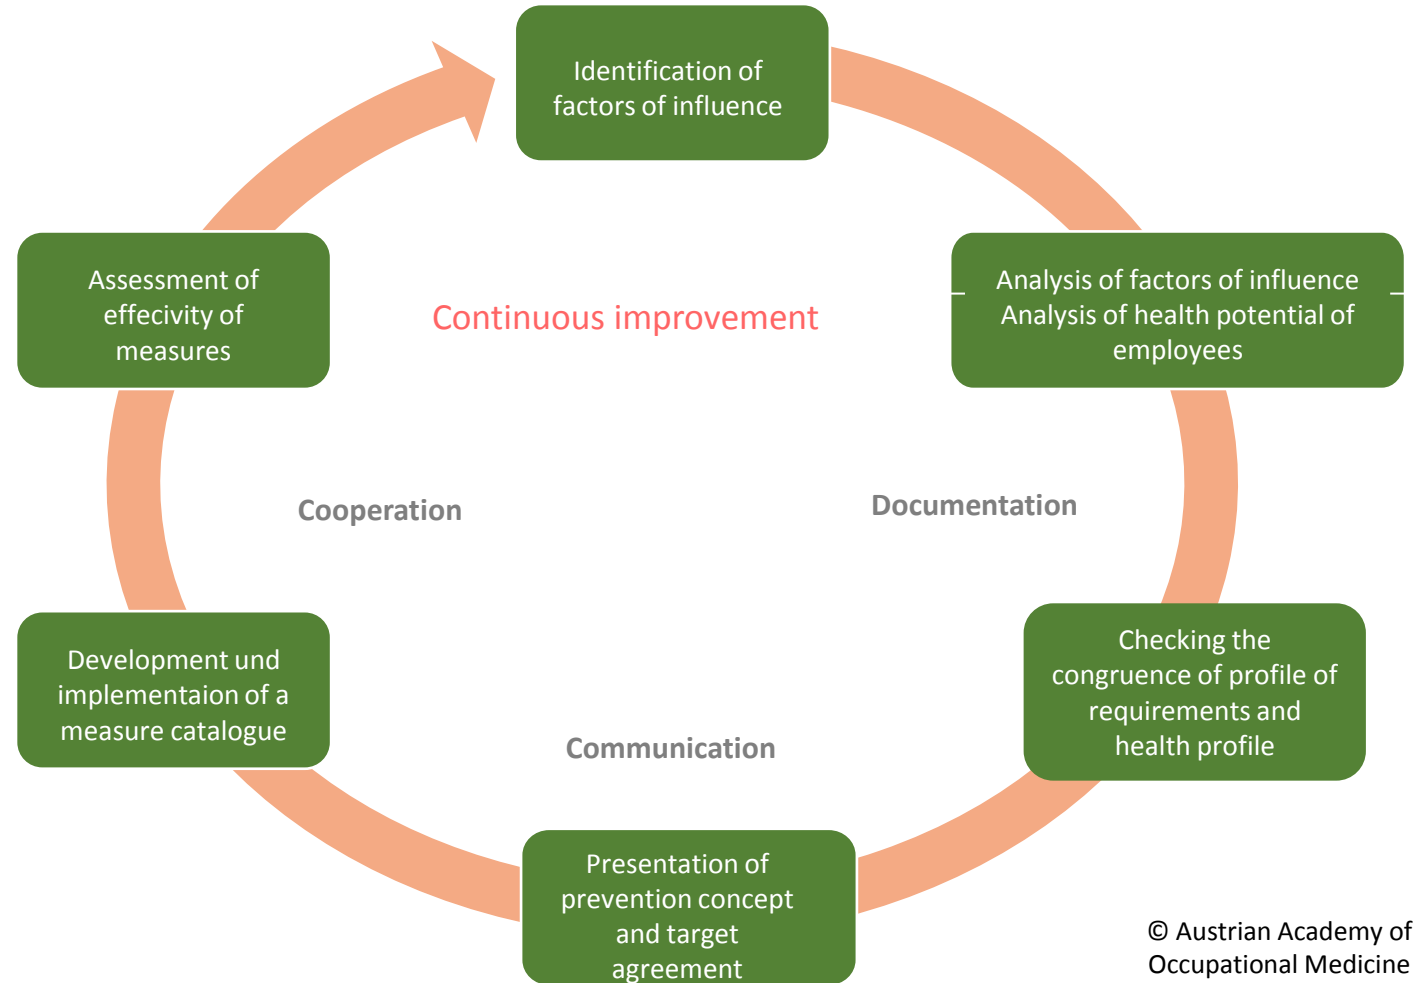 Identification of
factors of influence
Analysis of factors of influence
Analysis of health potential of
employees
Assessment of
effecivity of
measures
Continuous improvement
Cooperation
Documentation
Checking the
congruence of profile of
requirements and
health profile
Development und
implementaion of a
measure catalogue
Communication
Presentation of
prevention concept
and target
agreement
© Austrian Academy of
Occupational Medicine